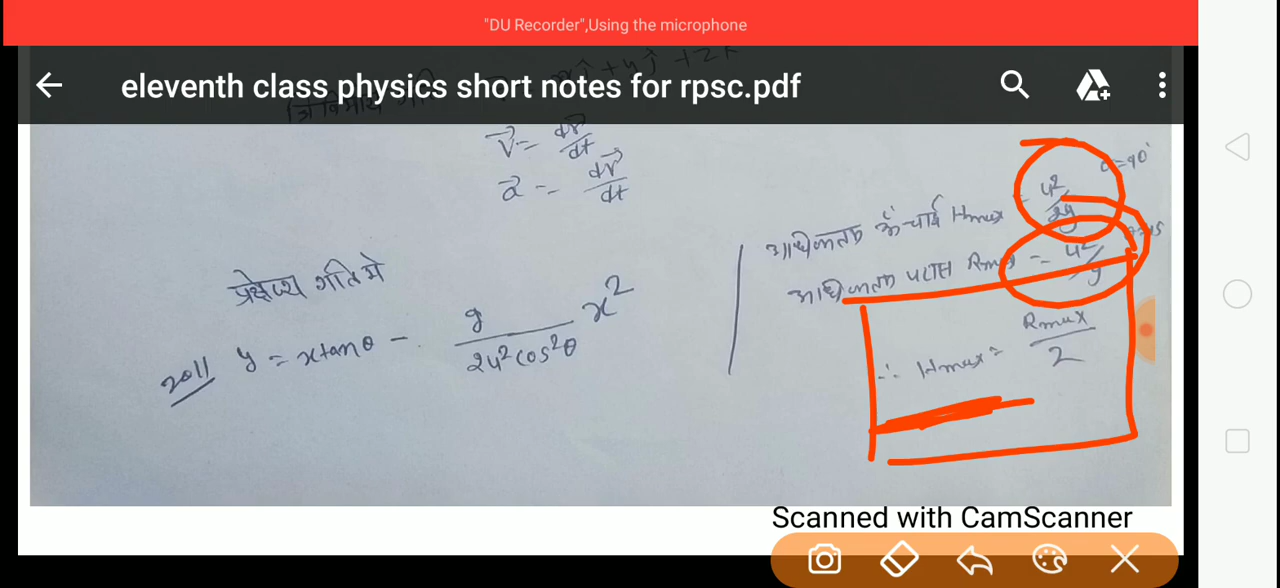 "DU Recorder",Using the microphone
eleventh class physics short notes for rpsc.pdf
v⃗ = dr⃗/dt
a⃗ = dv⃗/dt
प्रक्षेप्य गति मे
2011 y = x tanθ - g/2u²cos²θ x²
अधिकतम ऊँचाई Hmax = u²/2g θ=90°
अधिकतम परास Rmax = u²/g
∴ Hmax = Rmax/2
Scanned with CamScanner